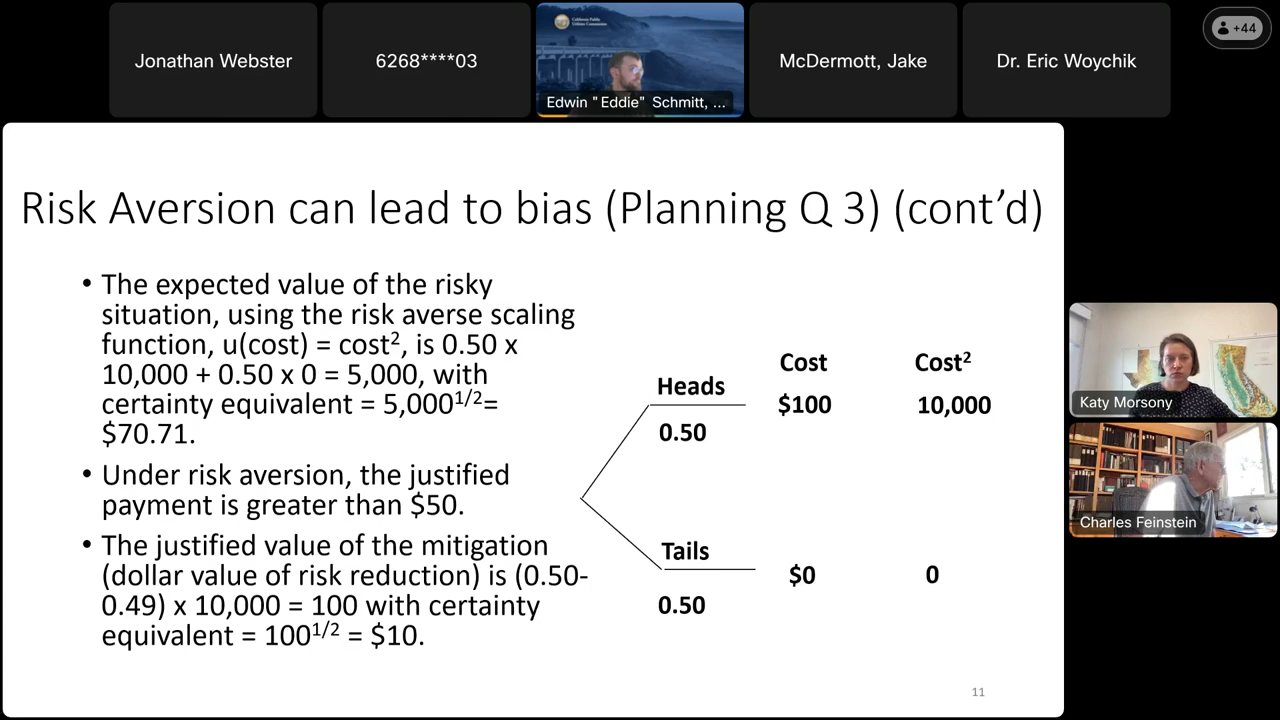 Jonathan Webster
6268****03
Edwin "Eddie" Schmitt, ...
McDermott, Jake
Dr. Eric Woychik
+44
Risk Aversion can lead to bias (Planning Q 3) (cont’d)
• The expected value of the risky
situation, using the risk averse scaling
function, u(cost) = cost², is 0.50 x
10,000 + 0.50 x 0 = 5,000, with
certainty equivalent = 5,000¹/²=
$70.71.
• Under risk aversion, the justified
payment is greater than $50.
• The justified value of the mitigation
(dollar value of risk reduction) is (0.50-
0.49) x 10,000 = 100 with certainty
equivalent = 100¹/² = $10.
Cost Cost²
Heads $100 10,000
0.50
Tails $0 0
0.50
11
Katy Morsony
Charles Feinstein